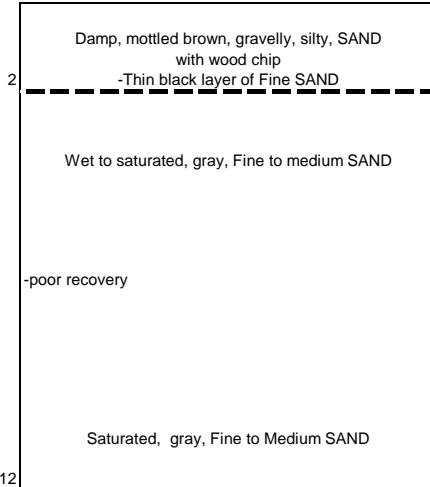 Damp, mottled brown, gravelly, silty, SAND
with wood chip
-Thin black layer of Fine SAND
2
Wet to saturated, gray, Fine to medium SAND
-poor recovery
Saturated, gray, Fine to Medium SAND
12